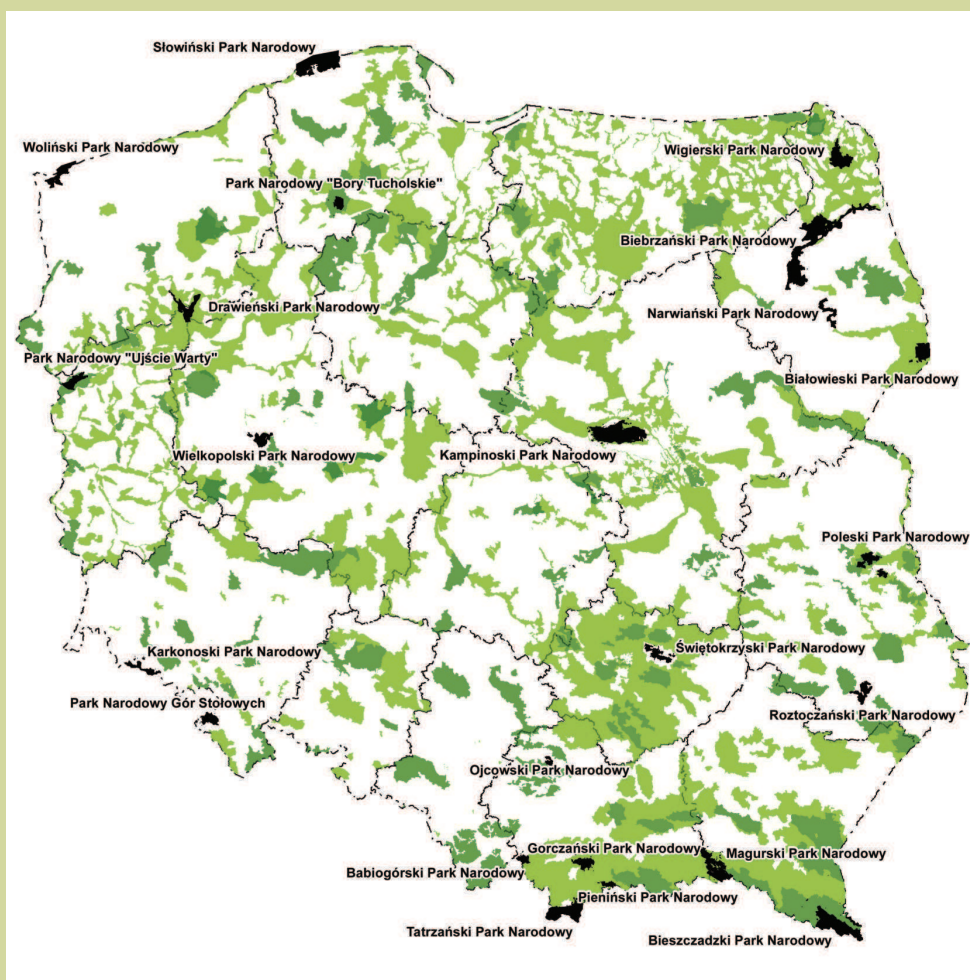 Słowiński Park Narodowy
Woliński Park Narodowy
Wigierski Park Narodowy
Park Narodowy "Bory Tucholskie"
Biebrzański Park Narodowy
Drawieński Park Narodowy
Narwiański Park Narodowy
Park Narodowy "Ujście Warty"
Białowieski Park Narodowy
Wielkopolski Park Narodowy
Kampinoski Park Narodowy
Poleski Park Narodowy
Karkonoski Park Narodowy
Świętokrzyski Park Narodowy
Park Narodowy Gór Stołowych
Roztoczański Park Narodowy
Ojcowski Park Narodowy
Gorczański Park Narodowy
Magurski Park Narodowy
Babiogórski Park Narodowy
Pieniński Park Narodowy
Tatrzański Park Narodowy
Bieszczadzki Park Narodowy